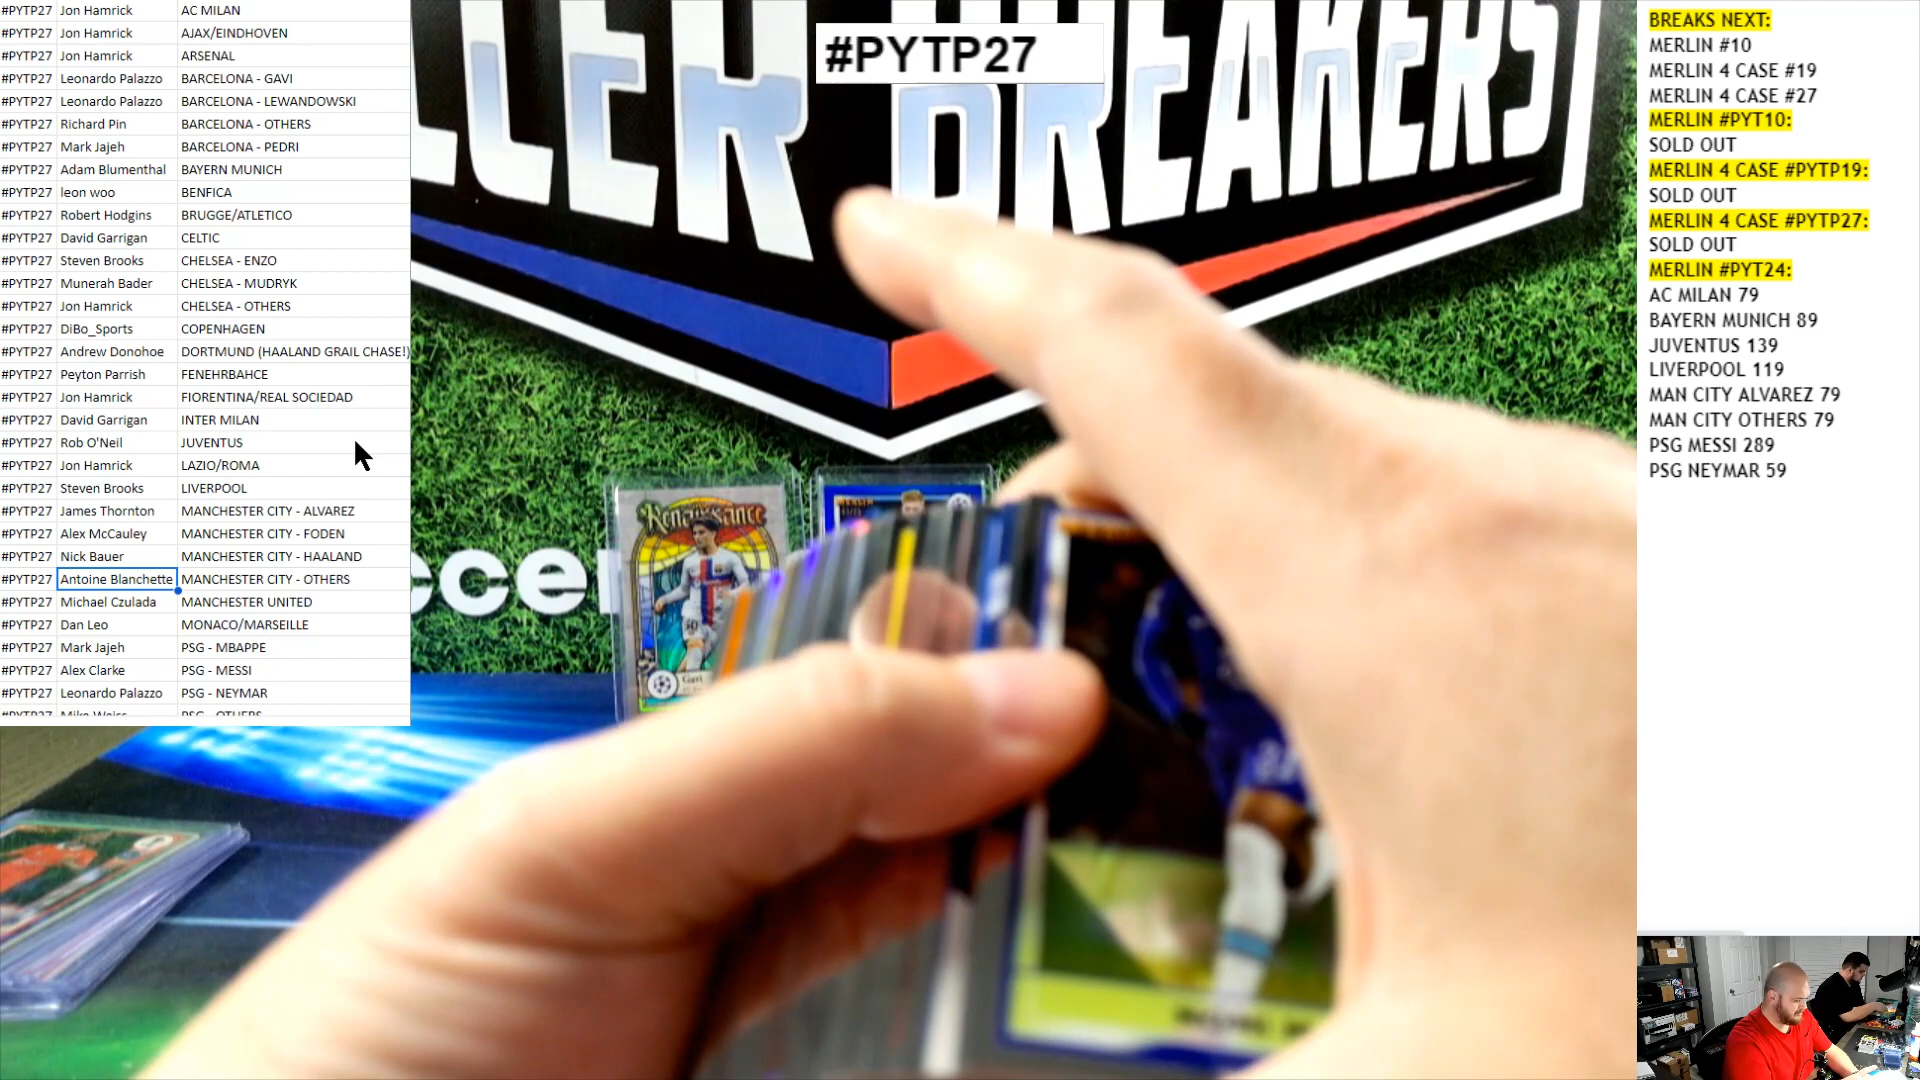 #PYTP27 Jon Hamrick AC MILAN
#PYTP27 Jon Hamrick AJAX/EINDHOVEN
#PYTP27 Jon Hamrick ARSENAL
#PYTP27 Leonardo Palazzo BARCELONA - GAVI
#PYTP27 Leonardo Palazzo BARCELONA - LEWANDOWSKI
#PYTP27 Richard Pin BARCELONA - OTHERS
#PYTP27 Mark Jajeh BARCELONA - PEDRI
#PYTP27 Adam Blumenthal BAYERN MUNICH
#PYTP27 leon woo BENFICA
#PYTP27 Robert Hodgins BRUGGE/ATLETICO
#PYTP27 David Garrigan CELTIC
#PYTP27 Steven Brooks CHELSEA - ENZO
#PYTP27 Munerah Bader CHELSEA - MUDRYK
#PYTP27 Jon Hamrick CHELSEA - OTHERS
#PYTP27 DiBo_Sports COPENHAGEN
#PYTP27 Andrew Donohoe DORTMUND (HAALAND GRAIL CHASE!)
#PYTP27 Peyton Parrish FENEHRBAHCE
#PYTP27 Jon Hamrick FIORENTINA/REAL SOCIEDAD
#PYTP27 David Garrigan INTER MILAN
#PYTP27 Rob O'Neil JUVENTUS
#PYTP27 Jon Hamrick LAZIO/ROMA
#PYTP27 Steven Brooks LIVERPOOL
#PYTP27 James Thornton MANCHESTER CITY - ALVAREZ
#PYTP27 Alex McCauley MANCHESTER CITY - FODEN
#PYTP27 Nick Bauer MANCHESTER CITY - HAALAND
#PYTP27 Antoine Blanchette MANCHESTER CITY - OTHERS
#PYTP27 Michael Czulada MANCHESTER UNITED
#PYTP27 Dan Leo MONACO/MARSEILLE
#PYTP27 Mark Jajeh PSG - MBAPPE
#PYTP27 Alex Clarke PSG - MESSI
#PYTP27 Leonardo Palazzo PSG - NEYMAR
#PYTP27 Mike Weiss PSG - OTHERS
#PYTP27
CCER BREAKERS
ccer
Renaissance
Gavi
BREAKS NEXT:
MERLIN #10
MERLIN 4 CASE #19
MERLIN 4 CASE #27
MERLIN #PYT10:
SOLD OUT
MERLIN 4 CASE #PYTP19:
SOLD OUT
MERLIN 4 CASE #PYTP27:
SOLD OUT
MERLIN #PYT24:
AC MILAN 79
BAYERN MUNICH 89
JUVENTUS 139
LIVERPOOL 119
MAN CITY ALVAREZ 79
MAN CITY OTHERS 79
PSG MESSI 289
PSG NEYMAR 59